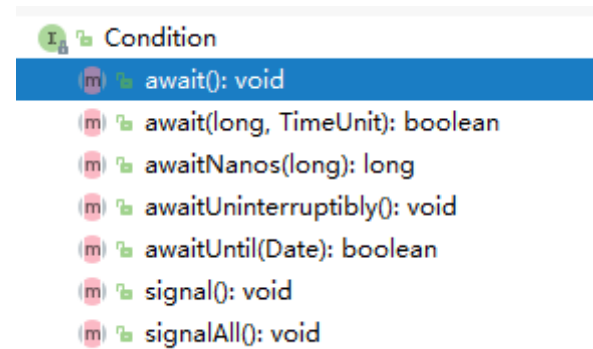 Condition
await(): void
await(long, TimeUnit): boolean
awaitNanos(long): long
awaitUninterruptibly(): void
awaitUntil(Date): boolean
signal(): void
signalAll(): void